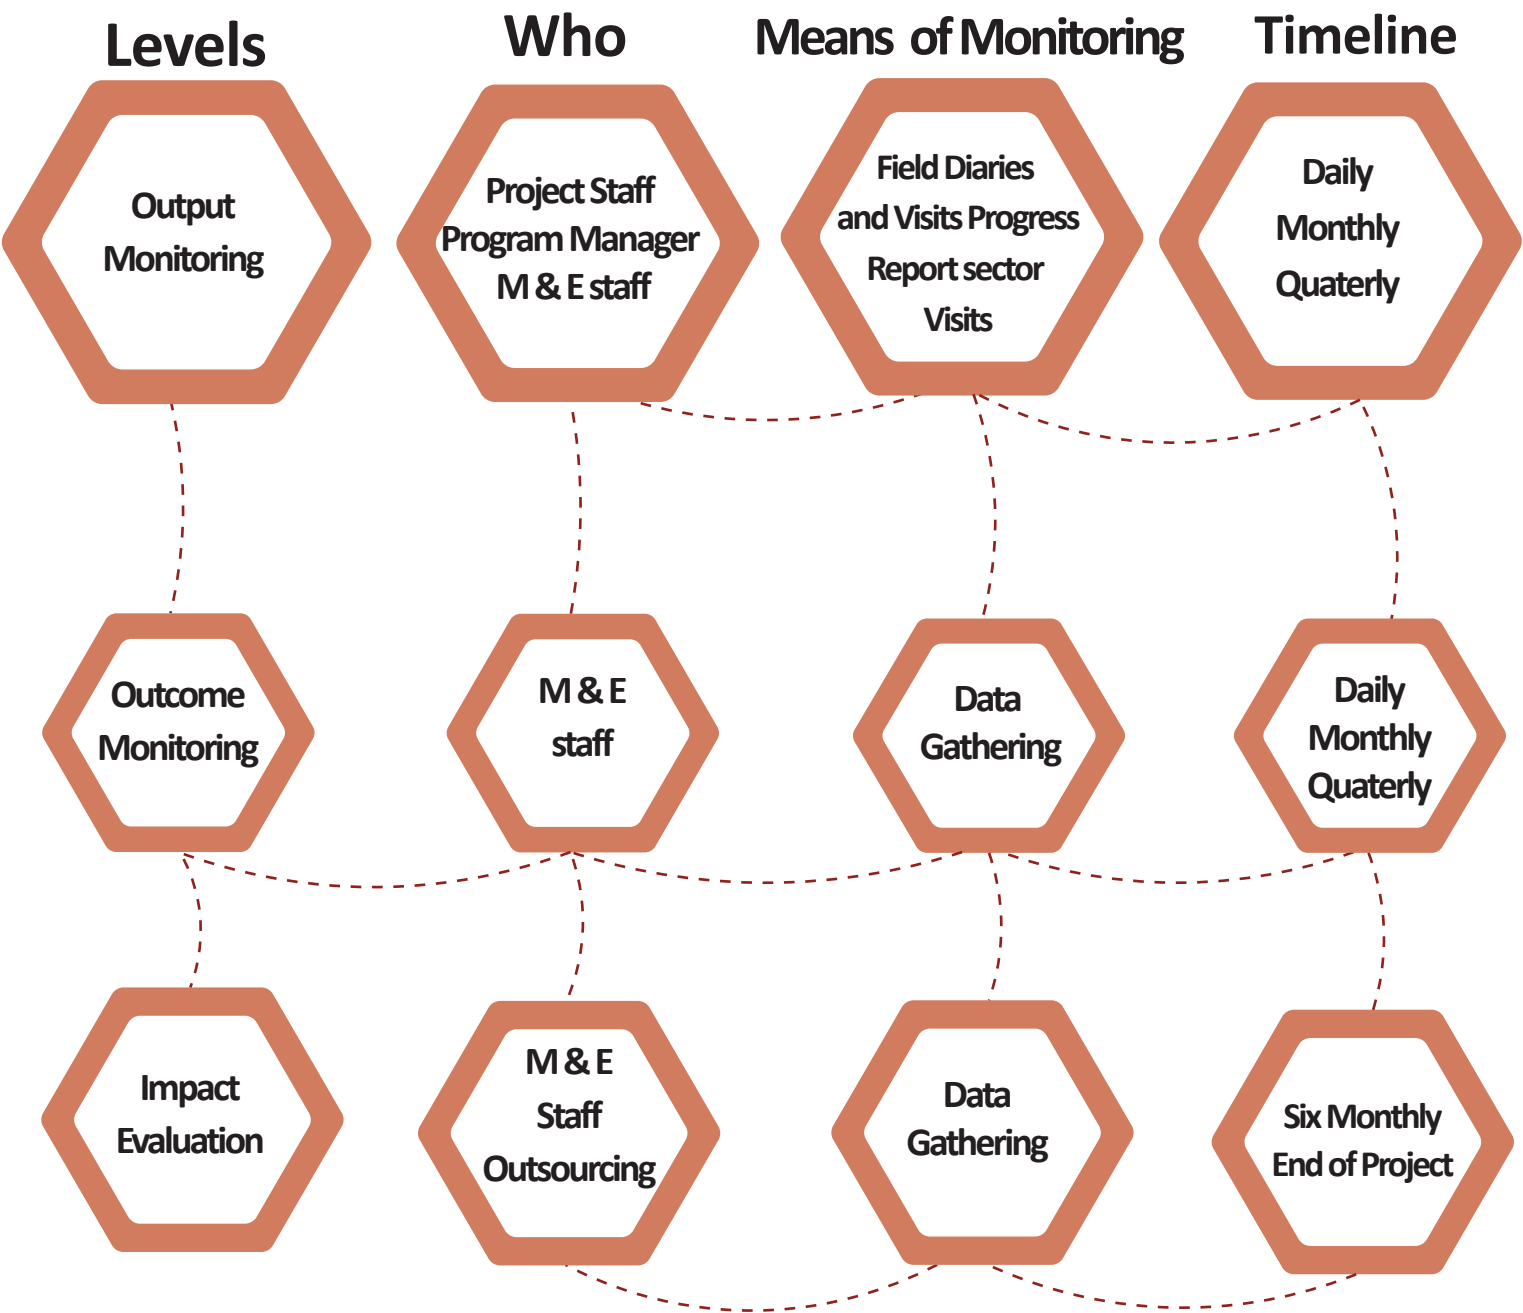 Levels
Who
Means of Monitoring
Timeline
Output
Monitoring
Project Staff
Program Manager
M & E staff
Field Diaries
and Visits Progress
Report sector
Visits
Daily
Monthly
Quaterly
Outcome
Monitoring
M & E
staff
Data
Gathering
Daily
Monthly
Quaterly
Impact
Evaluation
M & E
Staff
Outsourcing
Data
Gathering
Six Monthly
End of Project